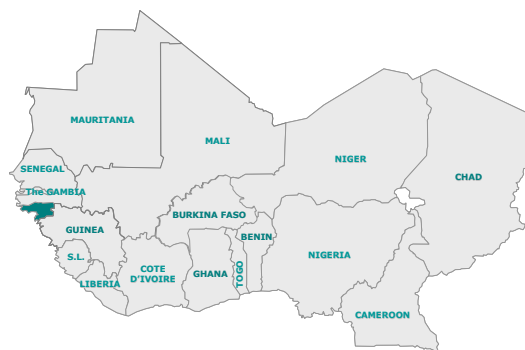 MAURITANIA
MALI
NIGER
CHAD
SENEGAL
The GAMBIA
BURKINA FASO
GUINEA
BENIN
S.L.
NIGERIA
COTE
D'IVOIRE
GHANA
TOGO
LIBERIA
CAMEROON